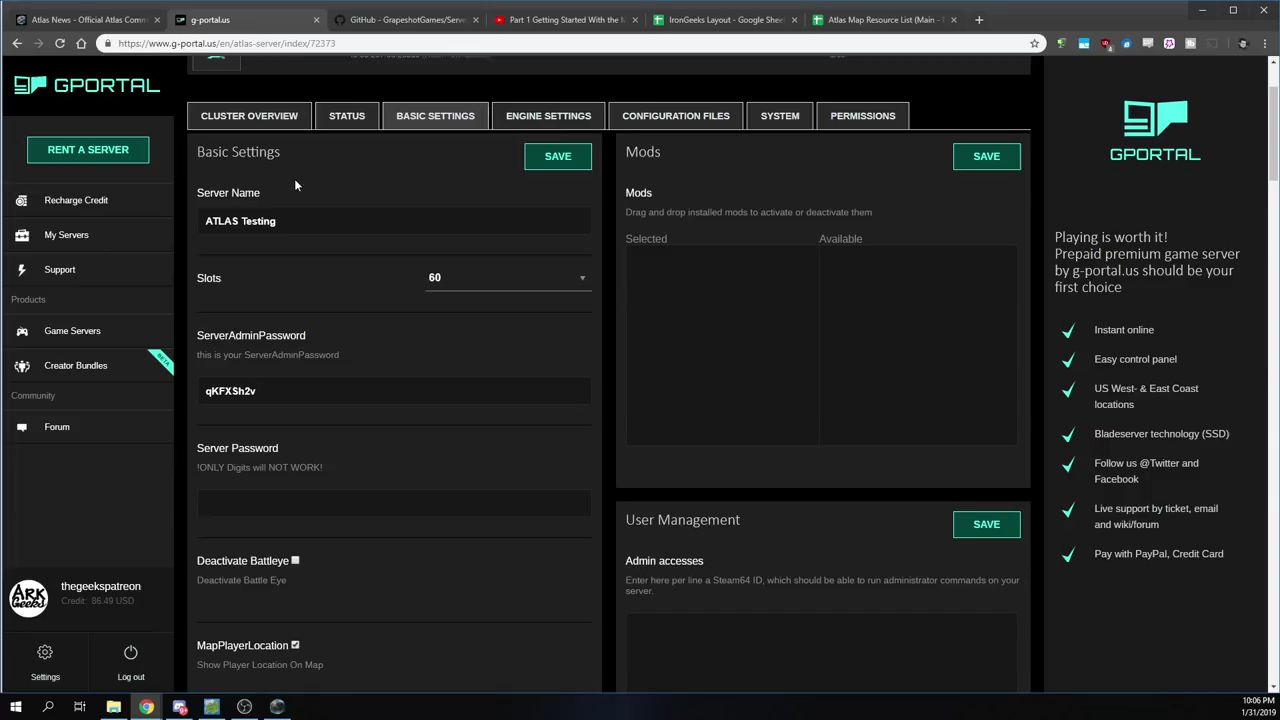 Atlas News - Official Atlas Comm
g-portal.us
GitHub - GrapeshotGames/Serve
Part 1 Getting Started With the M
IronGeeks Layout - Google Shee
Atlas Map Resource List (Main -
https://www.g-portal.us/en/atlas-server/index/72373
GPORTAL
RENT A SERVER
Recharge Credit
My Servers
Support
Products
Game Servers
Creator Bundles
BETA
Community
Forum
thegeekspatreon
Credit: 86.49 USD
ARK Geeks
Settings
Log out
CLUSTER OVERVIEW
STATUS
BASIC SETTINGS
ENGINE SETTINGS
CONFIGURATION FILES
SYSTEM
PERMISSIONS
Basic Settings
SAVE
Server Name
ATLAS Testing
Slots
60
ServerAdminPassword
this is your ServerAdminPassword
qKFXSh2v
Server Password
!ONLY Digits will NOT WORK!
Deactivate Battleye
Deactivate Battle Eye
MapPlayerLocation
Show Player Location On Map
Mods
SAVE
Mods
Drag and drop installed mods to activate or deactivate them
Selected
Available
User Management
SAVE
Admin accesses
Enter here per line a Steam64 ID, which should be able to run administrator commands on your
server.
GPORTAL
Playing is worth it!
Prepaid premium game server
by g-portal.us should be your
first choice
Instant online
Easy control panel
US West- & East Coast
locations
Bladeserver technology (SSD)
Follow us @Twitter and
Facebook
Live support by ticket, email
and wiki/forum
Pay with PayPal, Credit Card
10:06 PM
1/31/2019